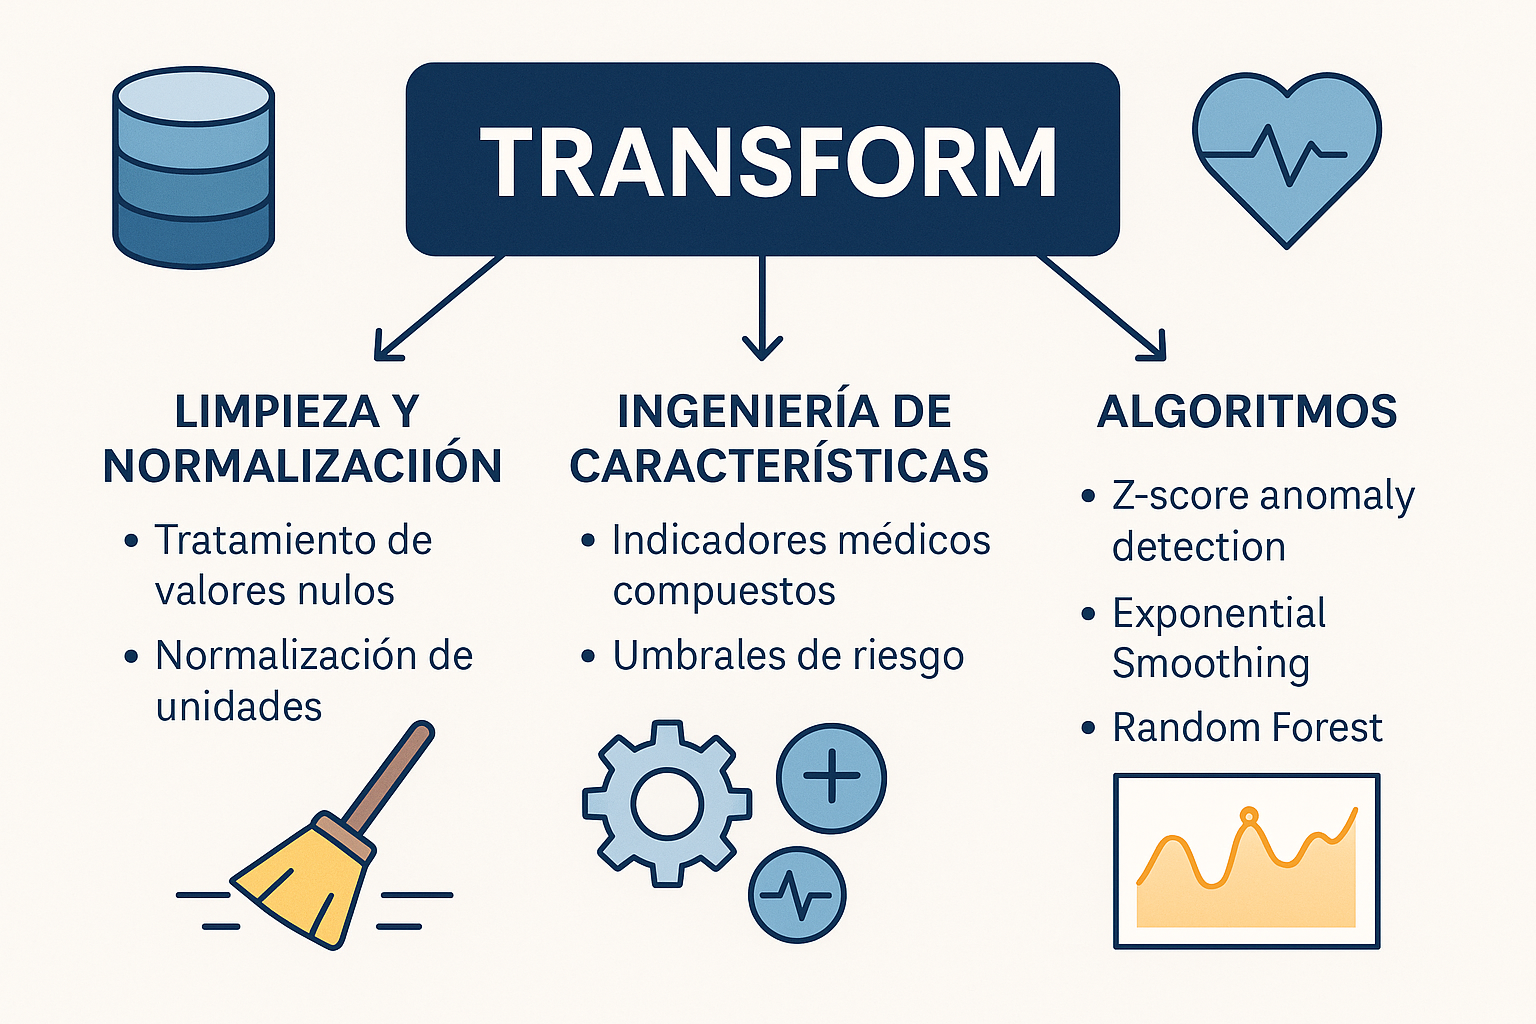 TRANSFORM
LIMPIEZA Y
NORMALIZACIIÓN
• Tratamiento de
valores nulos
• Normalización de
unidades
INGENIERÍA DE
CARACTERÍSTICAS
• Indicadores médicos
compuestos
• Umbrales de riesgo
ALGORITMOS
• Z-score anomaly
detection
• Exponential
Smoothing
• Random Forest